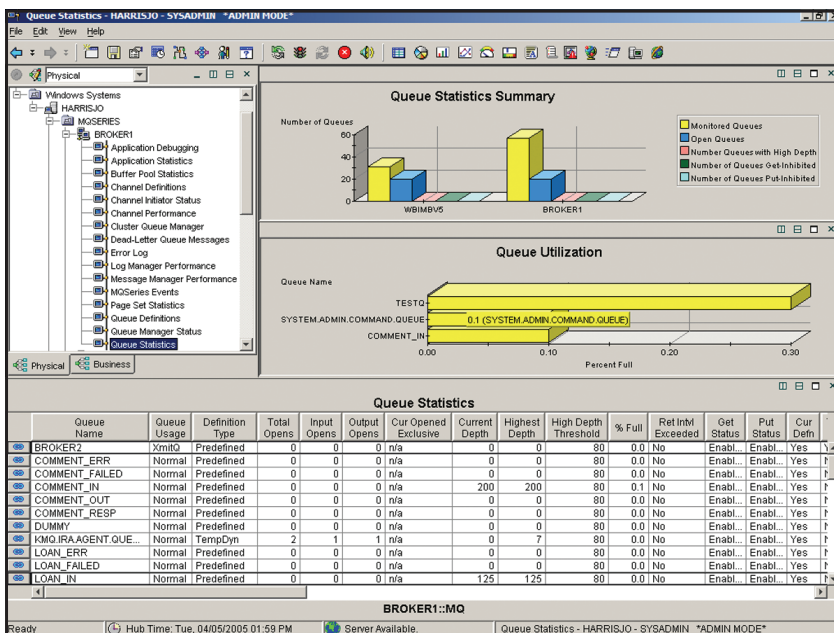 Queue Statistics - HARRISJO - SYSADMIN *ADMIN MODE*
File Edit View Help
Physical
Windows Systems
HARRISJO
MQSERIES
BROKER1
Application Debugging
Application Statistics
Buffer Pool Statistics
Channel Definitions
Channel Initiator Status
Channel Performance
Cluster Queue Manager
Dead-Letter Queue Messages
Error Log
Log Manager Performance
Message Manager Performance
MQSeries Events
Page Set Statistics
Queue Definitions
Queue Manager Status
Queue Statistics
Physical Business
Queue Statistics Summary
Number of Queues
60
40
20
0
WBIMBV5 BROKER1
Monitored Queues
Open Queues
Number Queues with High Depth
Number of Queues Get-Inhibited
Number of Queues Put-Inhibited
Queue Utilization
Queue Name
TESTQ
SYSTEM.ADMIN.COMMAND.QUEUE 0.1 (SYSTEM.ADMIN.COMMAND.QUEUE)
COMMENT_IN
0.00 0.10 0.20 0.30
Percent Full
Queue Statistics
Queue Name Queue Usage Definition Type Total Opens Input Opens Output Opens Cur Opened Exclusive Current Depth Highest Depth High Depth Threshold % Full Ret Intvl Exceeded Get Status Put Status Cur Defn
BROKER2 XmitQ Predefined 0 0 0 n/a 0 0 80 0.0 No Enabl... Enabl... Yes
COMMENT_ERR Normal Predefined 0 0 0 n/a 0 0 80 0.0 No Enabl... Enabl... Yes
COMMENT_FAILED Normal Predefined 0 0 0 n/a 0 0 80 0.0 No Enabl... Enabl... Yes
COMMENT_IN Normal Predefined 0 0 0 n/a 200 200 80 0.1 No Enabl... Enabl... Yes
COMMENT_OUT Normal Predefined 0 0 0 n/a 0 0 80 0.0 No Enabl... Enabl... Yes
COMMENT_RESP Normal Predefined 0 0 0 n/a 0 0 80 0.0 No Enabl... Enabl... Yes
DUMMY Normal Predefined 0 0 0 n/a 0 0 80 0.0 No Enabl... Enabl... Yes
KMQ.IRA.AGENT.QUE... Normal TempDyn 2 1 1 n/a 0 7 80 0.0 No Enabl... Enabl... Yes
LOAN_ERR Normal Predefined 0 0 0 n/a 0 0 80 0.0 No Enabl... Enabl... Yes
LOAN_FAILED Normal Predefined 0 0 0 n/a 0 0 80 0.0 No Enabl... Enabl... Yes
LOAN_IN Normal Predefined 0 0 0 n/a 125 125 80 0.0 No Enabl... Enabl... Yes
BROKER1::MQ
Ready Hub Time: Tue, 04/05/2005 01:59 PM Server Available. Queue Statistics - HARRISJO - SYSADMIN *ADMIN MODE*